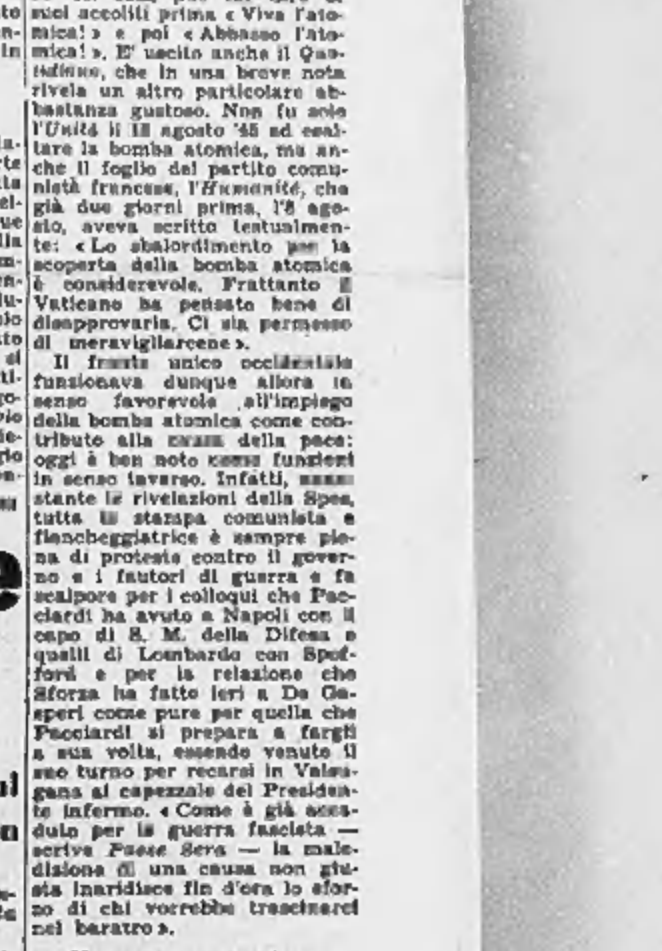 suoi accoliti prima « Viva l'ato-
mica! » e poi « Abbasso l'ato-
mica! ». E' uscito anche il Quo-
tidiano, che in una breve nota
rivela un altro particolare ab-
bastanza gustoso. Non fu solo
l'Unità il agosto '45 ad esal-
tare la bomba atomica, ma an-
che il foglio del partito comu-
nistà francese, l'Humanité, che
già due giorni prima, l'8 ago-
sto, aveva scritto testualmen-
te: « Lo sbalordimento per la
scoperta della bomba atomica
è considerevole. Frattanto il
Vaticano ha pensato bene di
disapprovarla. Ci sia permesso
di meravigliarcene ».
Il fronte unico occidentale
funzionava dunque allora in
senso favorevole all'impiego
della bomba atomica come con-
tributo alla causa della pace:
oggi è ben noto come funzioni
in senso inverso. Infatti,
stante le rivelazioni della Spea,
tutta la stampa comunista e
fiancheggiatrice è sempre pie-
na di proteste contro il gover-
no e i fautori di guerra e fa
scalpore per i colloqui che Pac-
ciardi ha avuto a Napoli con il
capo di S. M. della Difesa e
quelli di Lombardo con Spof-
ford e per la relazione che
Sforza ha fatto ieri a De Ga-
speri come pure per quella che
Pacciardi si prepara a fargli
a sua volta, essendo venuto il
suo turno per recarsi in Valsu-
gana al capezzale del Presiden-
te infermo. « Come è già acca-
duto per la guerra fascista —
scrive Paese Sera — la male-
dizione di una causa non giu-
sta inaridisce fin d'ora lo sfor-
zo di chi vorrebbe trascinarci
nel baratro ».